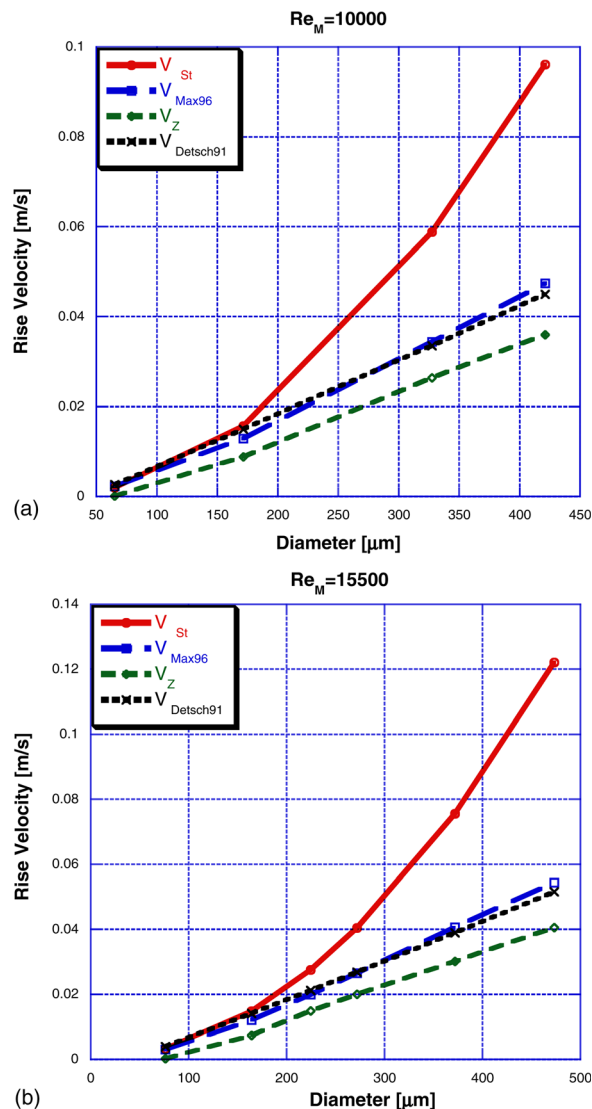 Re_M=10000
0.1
0.08
0.06
0.04
0.02
0
Rise Velocity [m/s]
V_St
V_Max96
V_Z
V_Detsch91
50 100 150 200 250 300 350 400 450
(a)
Diameter [µm]
Re_M=15500
0.14
0.12
0.1
0.08
0.06
0.04
0.02
0
Rise Velocity [m/s]
V_St
V_Max96
V_Z
V_Detsch91
0 100 200 300 400 500
(b)
Diameter [µm]